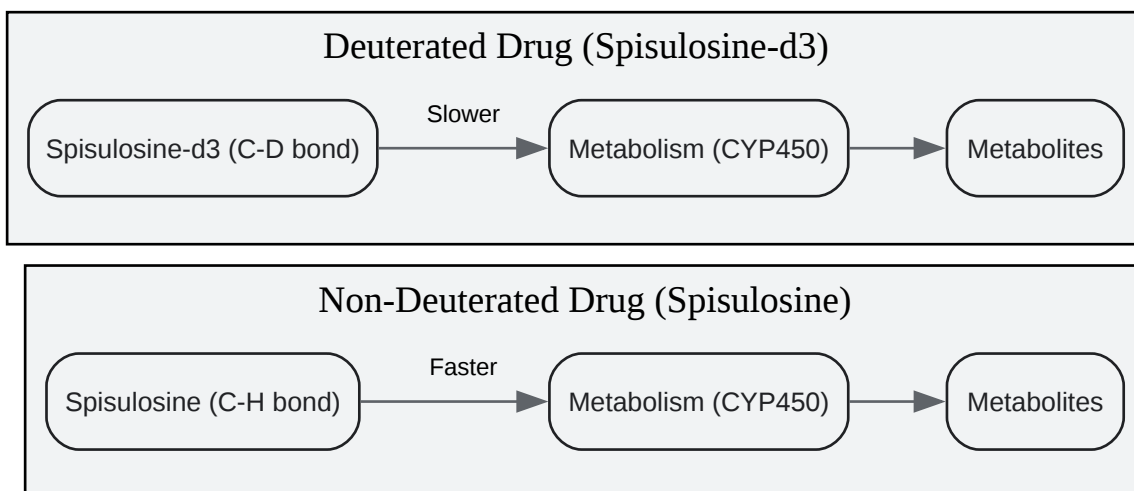 Deuterated Drug (Spisulosine-d3)
Slower
Spisulosine-d3 (C-D bond)
Metabolism (CYP450)
Metabolites
Non-Deuterated Drug (Spisulosine)
Faster
Spisulosine (C-H bond)
Metabolism (CYP450)
Metabolites